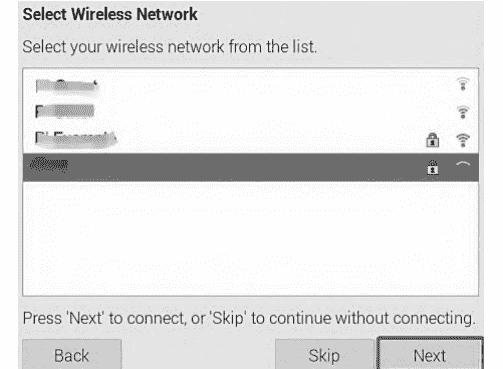 Select Wireless Network
Select your wireless network from the list.
Press 'Next' to connect, or 'Skip' to continue without connecting.
Back Skip Next